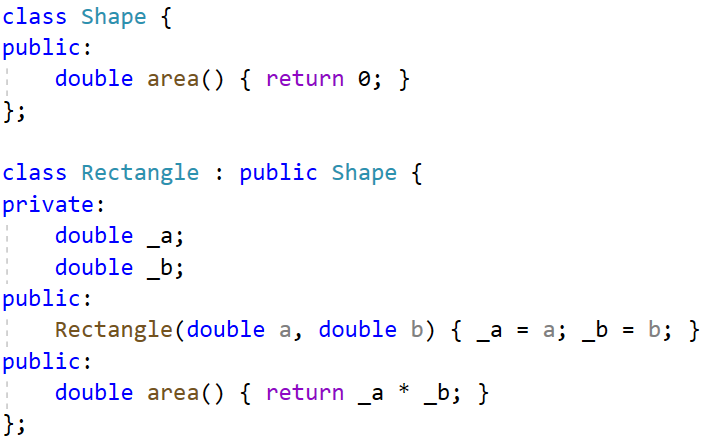 class Shape {
public:
    double area() { return 0; }
};

class Rectangle : public Shape {
private:
    double _a;
    double _b;
public:
    Rectangle(double a, double b) { _a = a; _b = b; }
public:
    double area() { return _a * _b; }
};